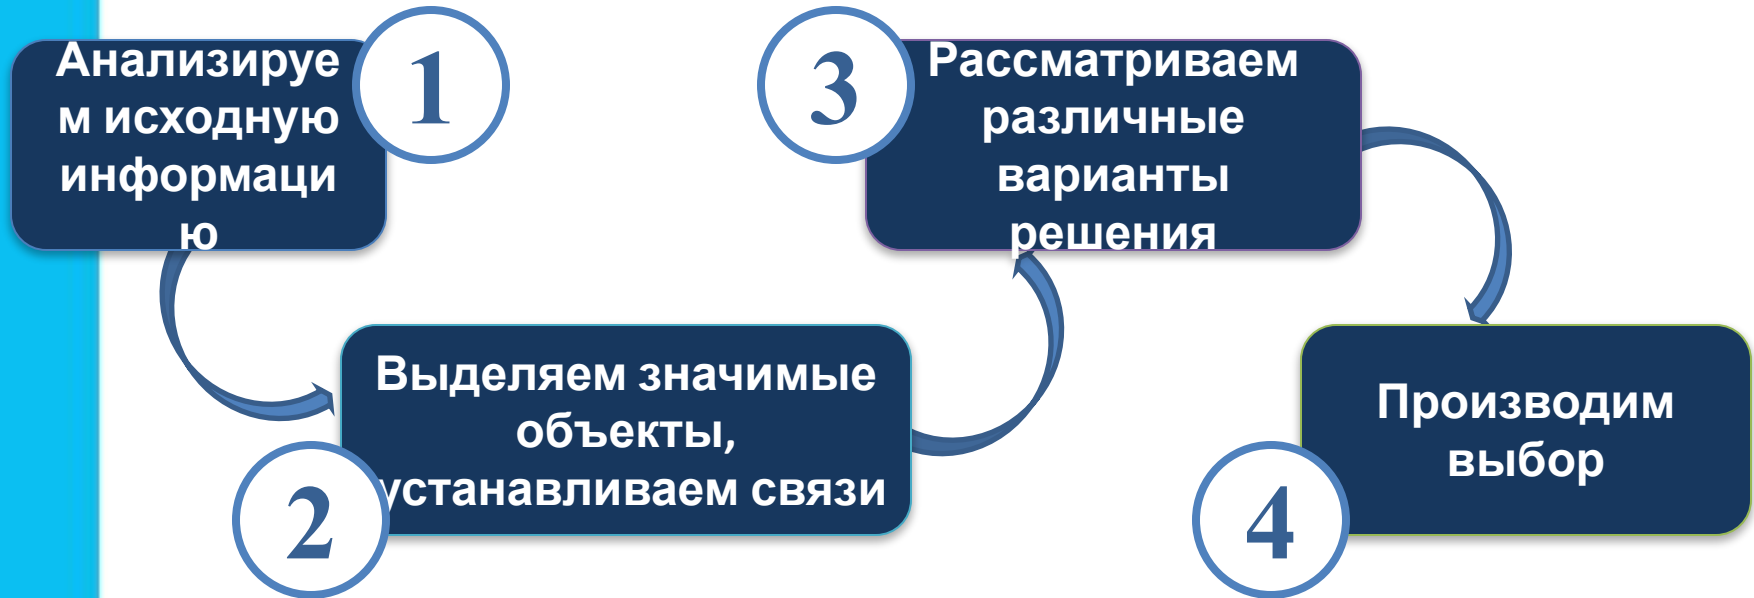 1
Анализируе
м исходную
информаци
ю
2
Выделяем значимые
объекты,
устанавливаем связи
3
Рассматриваем
различные
варианты
решения
4
Производим
выбор